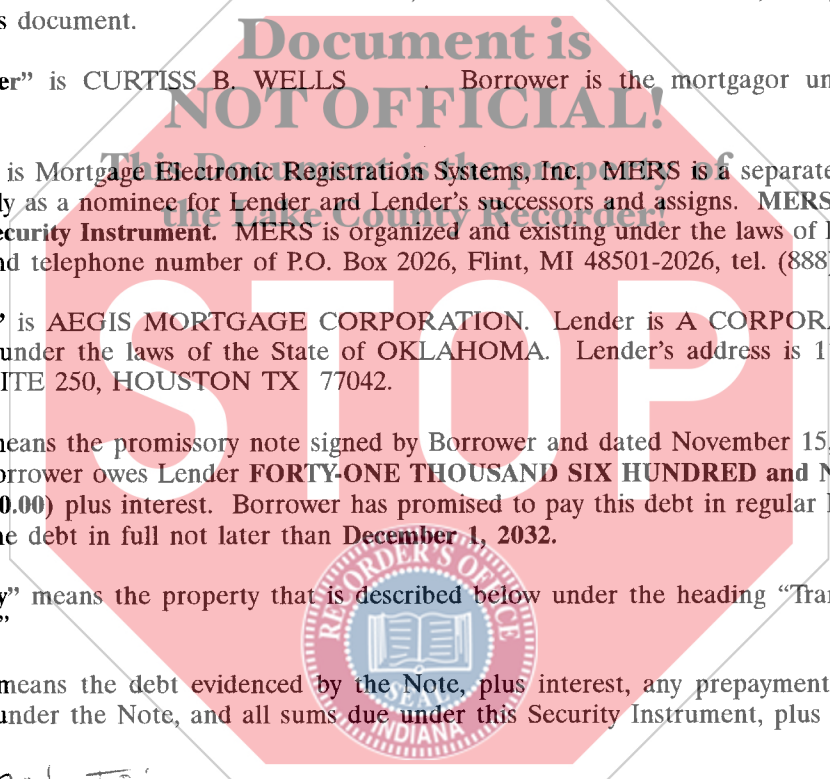 s document.
Document is
er” is CURTISS B. WELLS . Borrower is the mortgagor un
NOT OFFICIAL!
This Document is the property of
is Mortgage Electronic Registration Systems, Inc. MERS is a separate
ly as a nominee for Lender and Lender's successors and assigns. MERS
the Lake County Recorder!
ecurity Instrument. MERS is organized and existing under the laws of
nd telephone number of P.O. Box 2026, Flint, MI 48501-2026, tel. (888)
STOP
” is AEGIS MORTGAGE CORPORATION. Lender is A CORPORA
under the laws of the State of OKLAHOMA. Lender's address is 1
ITE 250, HOUSTON TX 77042.
neans the promissory note signed by Borrower and dated November 15,
orrower owes Lender FORTY-ONE THOUSAND SIX HUNDRED and N
0.00) plus interest. Borrower has promised to pay this debt in regular
ne debt in full not later than December 1, 2032.
RECORDER'S OFFICE
y” means the property that is described below under the heading “Tran
”
SEAL
means the debt evidenced by the Note, plus interest, any prepayment
under the Note, and all sums due under this Security Instrument, plus
INDIANA